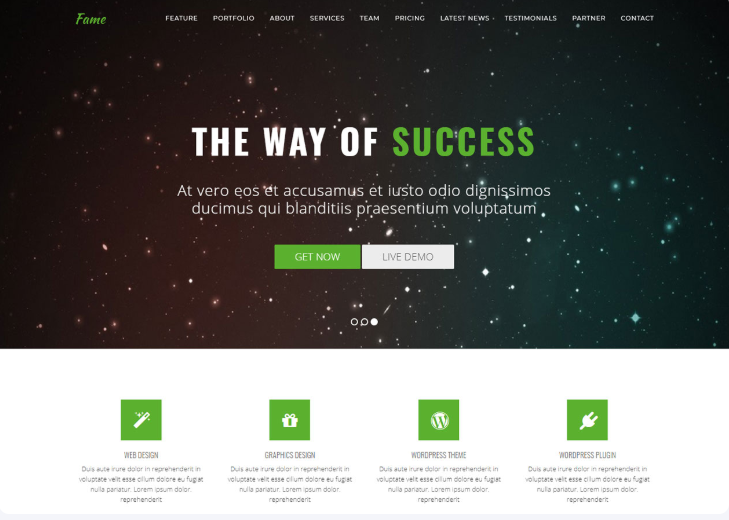 Fame
FEATURE PORTFOLIO ABOUT SERVICES TEAM PRICING LATEST NEWS TESTIMONIALS PARTNER CONTACT
THE WAY OF SUCCESS
At vero eos et accusamus et iusto odio dignissimos
ducimus qui blanditiis praesentium voluptatum
GET NOW LIVE DEMO
WEB DESIGN
Duis aute irure dolor in reprehenderit in
voluptate velit esse cillum dolore eu fugiat
nulla pariatur. Lorem ipsum dolor.
reprehenderit
GRAPHICS DESIGN
Duis aute irure dolor in reprehenderit in
voluptate velit esse cillum dolore eu fugiat
nulla pariatur. Lorem ipsum dolor.
reprehenderit
WORDPRESS THEME
Duis aute irure dolor in reprehenderit in
voluptate velit esse cillum dolore eu fugiat
nulla pariatur. Lorem ipsum dolor.
reprehenderit
WORDPRESS PLUGIN
Duis aute irure dolor in reprehenderit in
voluptate velit esse cillum dolore eu fugiat
nulla pariatur. Lorem ipsum dolor.
reprehenderit